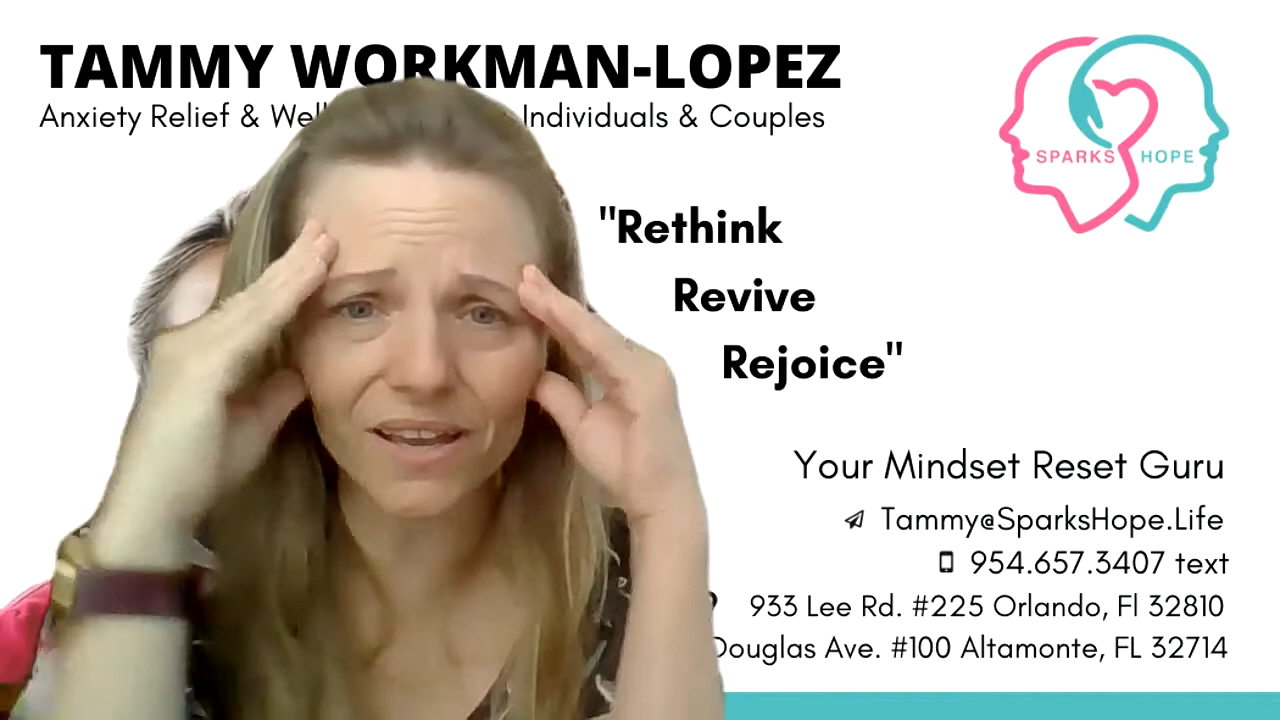 TAMMY WORKMAN-LOPEZ
Anxiety Relief & Individuals & Couples
SPARKS HOPE
"Rethink
Revive
Rejoice"
Your Mindset Reset Guru
Tammy@SparksHope.Life
954.657.3407 text
933 Lee Rd. #225 Orlando, Fl 32810
Douglas Ave. #100 Altamonte, FL 32714